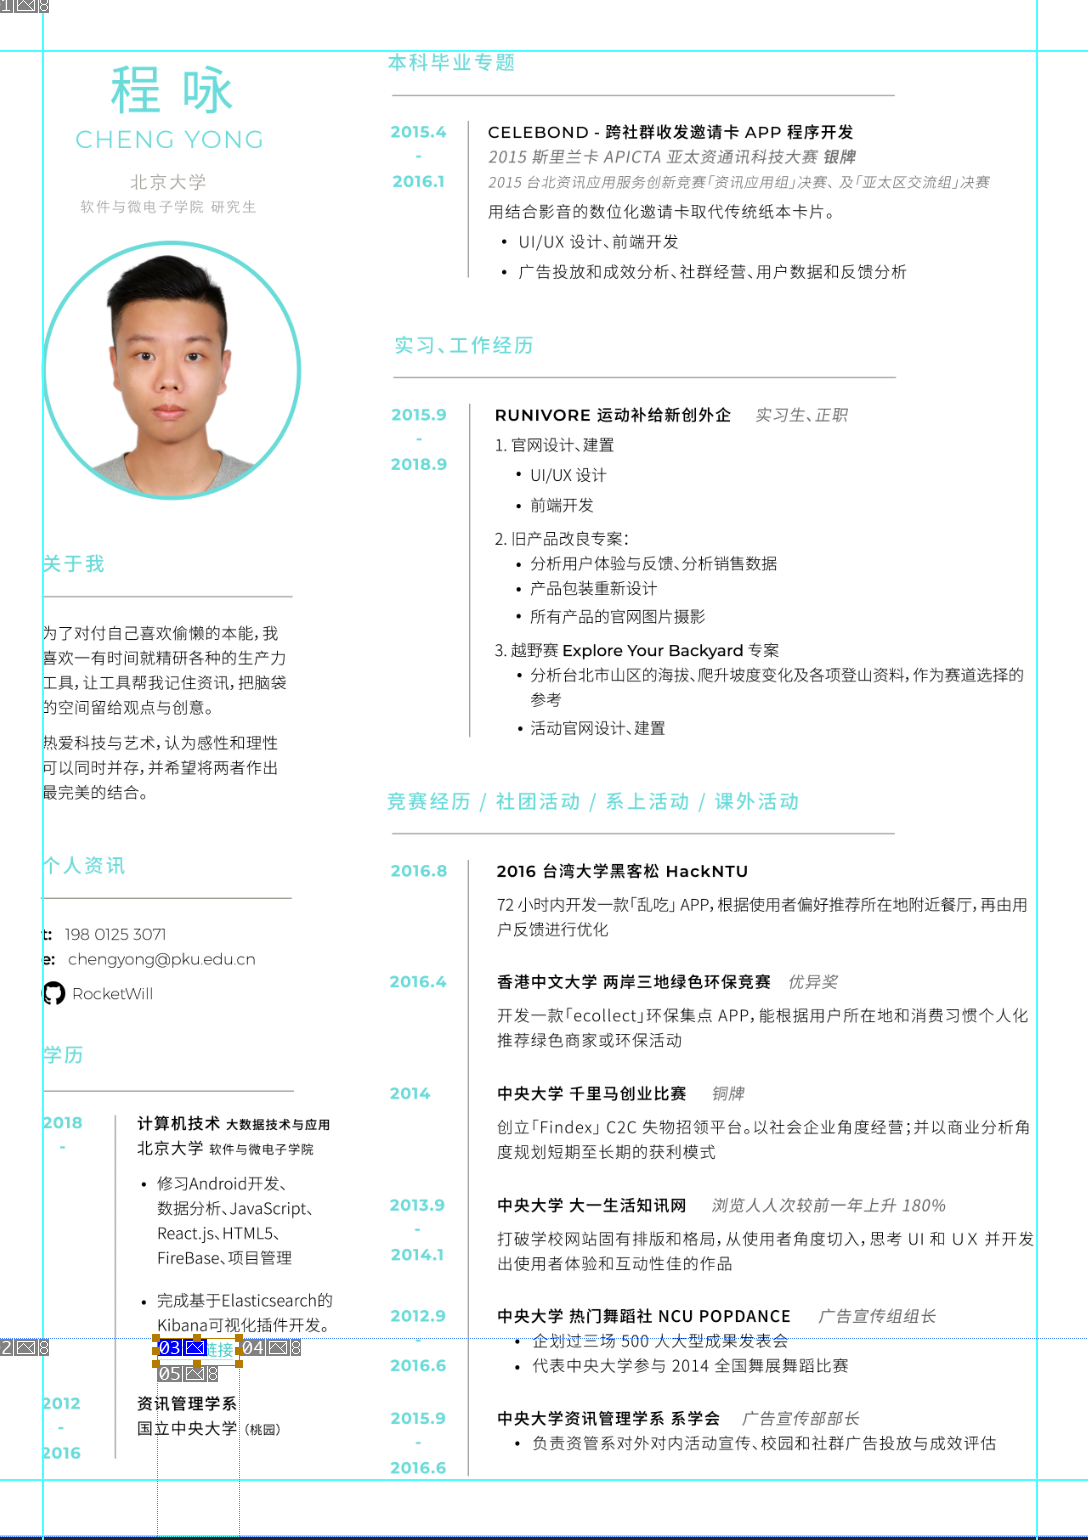 程 咏
CHENG YONG
北京大学
软件与微电子学院 研究生
关于我
为了对付自己喜欢偷懒的本能，我
喜欢一有时间就精研各种的生产力
工具，让工具帮我记住资讯，把脑袋
的空间留给观点与创意。
热爱科技与艺术，认为感性和理性
可以同时并存，并希望将两者作出
最完美的结合。
个人资讯
t: 198 0125 3071
e: chengyong@pku.edu.cn
RocketWill
学历
2018
-
计算机技术 大数据技术与应用
北京大学 软件与微电子学院
• 修习Android开发、
数据分析、JavaScript、
React.js、HTML5、
FireBase、项目管理
• 完成基于Elasticsearch的
Kibana可视化插件开发。
链接
2012
-
2016
资讯管理学系
国立中央大学（桃园）
本科毕业专题
2015.4
-
2016.1
CELEBOND - 跨社群收发邀请卡 APP 程序开发
2015 斯里兰卡 APICTA 亚太资通讯科技大赛 银牌
2015 台北资讯应用服务创新竞赛「资讯应用组」决赛、及「亚太区交流组」决赛
用结合影音的数位化邀请卡取代传统纸本卡片。
• UI/UX 设计、前端开发
• 广告投放和成效分析、社群经营、用户数据和反馈分析
实习、工作经历
2015.9
-
2018.9
RUNIVORE 运动补给新创外企 实习生、正职
1. 官网设计、建置
• UI/UX 设计
• 前端开发
2. 旧产品改良专案：
• 分析用户体验与反馈、分析销售数据
• 产品包装重新设计
• 所有产品的官网图片摄影
3. 越野赛 Explore Your Backyard 专案
• 分析台北市山区的海拔、爬升坡度变化及各项登山资料，作为赛道选择的
参考
• 活动官网设计、建置
竞赛经历 / 社团活动 / 系上活动 / 课外活动
2016.8
2016 台湾大学黑客松 HackNTU
72 小时内开发一款「乱吃」 APP，根据使用者偏好推荐所在地附近餐厅，再由用
户反馈进行优化
2016.4
香港中文大学 两岸三地绿色环保竞赛 优异奖
开发一款「ecollect」环保集点 APP，能根据用户所在地和消费习惯个人化
推荐绿色商家或环保活动
2014
中央大学 千里马创业比赛 铜牌
创立「Findex」 C2C 失物招领平台。以社会企业角度经营；并以商业分析角
度规划短期至长期的获利模式
2013.9
-
2014.1
中央大学 大一生活知讯网 浏览人人次较前一年上升 180%
打破学校网站固有排版和格局，从使用者角度切入，思考 UI 和 UX 并开发
出使用者体验和互动性佳的作品
2012.9
-
2016.6
中央大学 热门舞蹈社 NCU POPDANCE 广告宣传组组长
• 企划过三场 500 人大型成果发表会
• 代表中央大学参与 2014 全国舞展舞蹈比赛
2015.9
-
2016.6
中央大学资讯管理学系 系学会 广告宣传部部长
• 负责资管系对外对内活动宣传、校园和社群广告投放与成效评估
1 8
2 8
03
04 8
05 8